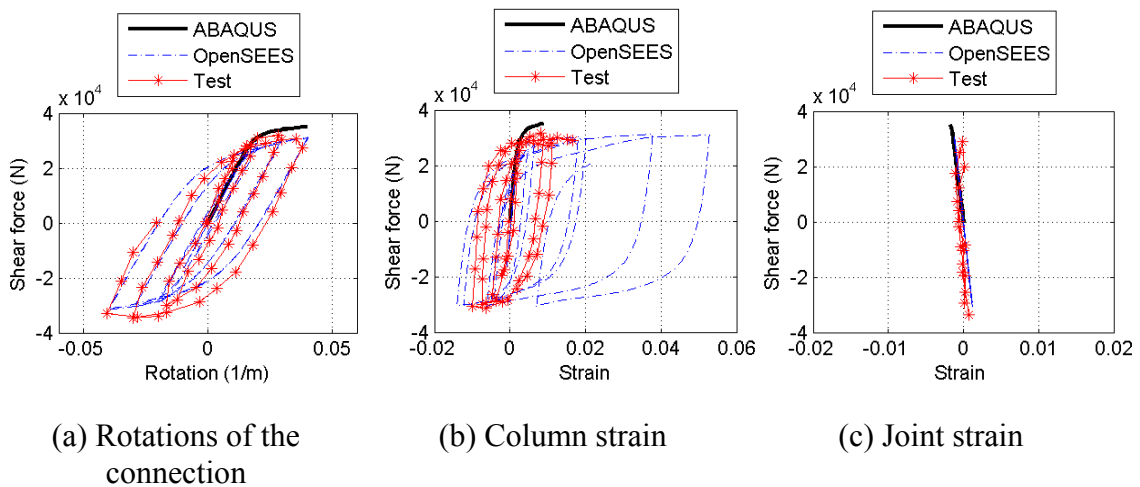 ABAQUS
OpenSEES
Test
ABAQUS
OpenSEES
Test
ABAQUS
OpenSEES
Test
x 10^4
4
2
0
-2
-4
Shear force (N)
-0.05
0
0.05
Rotation (1/m)
x 10^4
4
2
0
-2
-4
Shear force (N)
-0.02
0
0.02
0.04
0.06
Strain
x 10^4
4
2
0
-2
-4
Shear force (N)
-0.02
-0.01
0
0.01
0.02
Strain
(a) Rotations of the
connection
(b) Column strain
(c) Joint strain